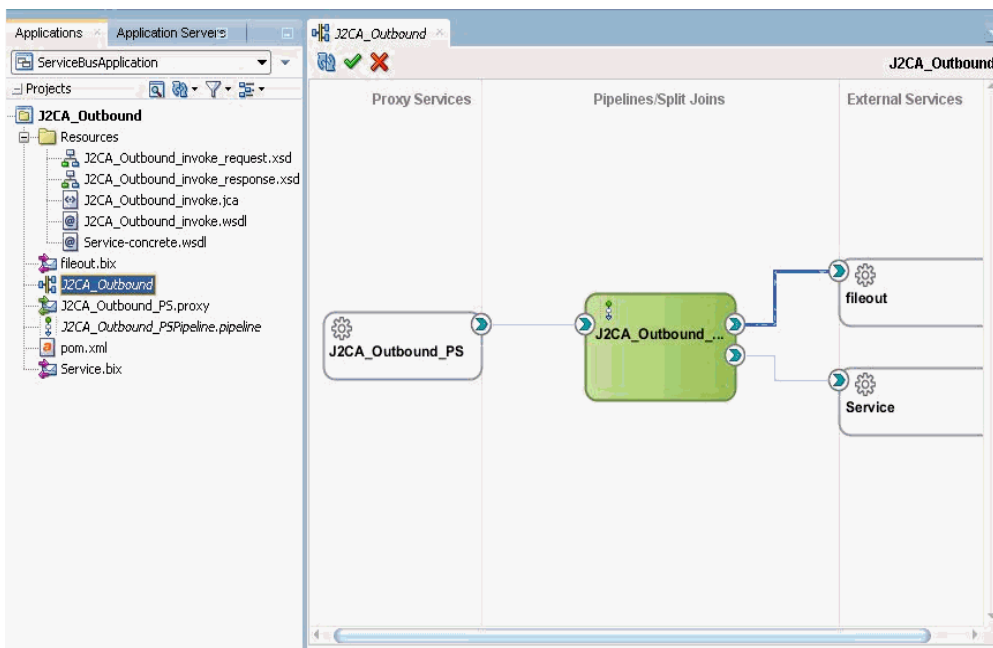 Applications
Application Servers
J2CA_Outbound
ServiceBusApplication
J2CA_Outbound
Projects
J2CA_Outbound
Resources
J2CA_Outbound_invoke_request.xsd
J2CA_Outbound_invoke_response.xsd
J2CA_Outbound_invoke.jca
J2CA_Outbound_invoke.wsdl
Service-concrete.wsdl
fileout.bix
J2CA_Outbound
J2CA_Outbound_PS.proxy
J2CA_Outbound_PSPipeline.pipeline
pom.xml
Service.bix
Proxy Services
Pipelines/Split Joins
External Services
J2CA_Outbound_PS
J2CA_Outbound_...
fileout
Service